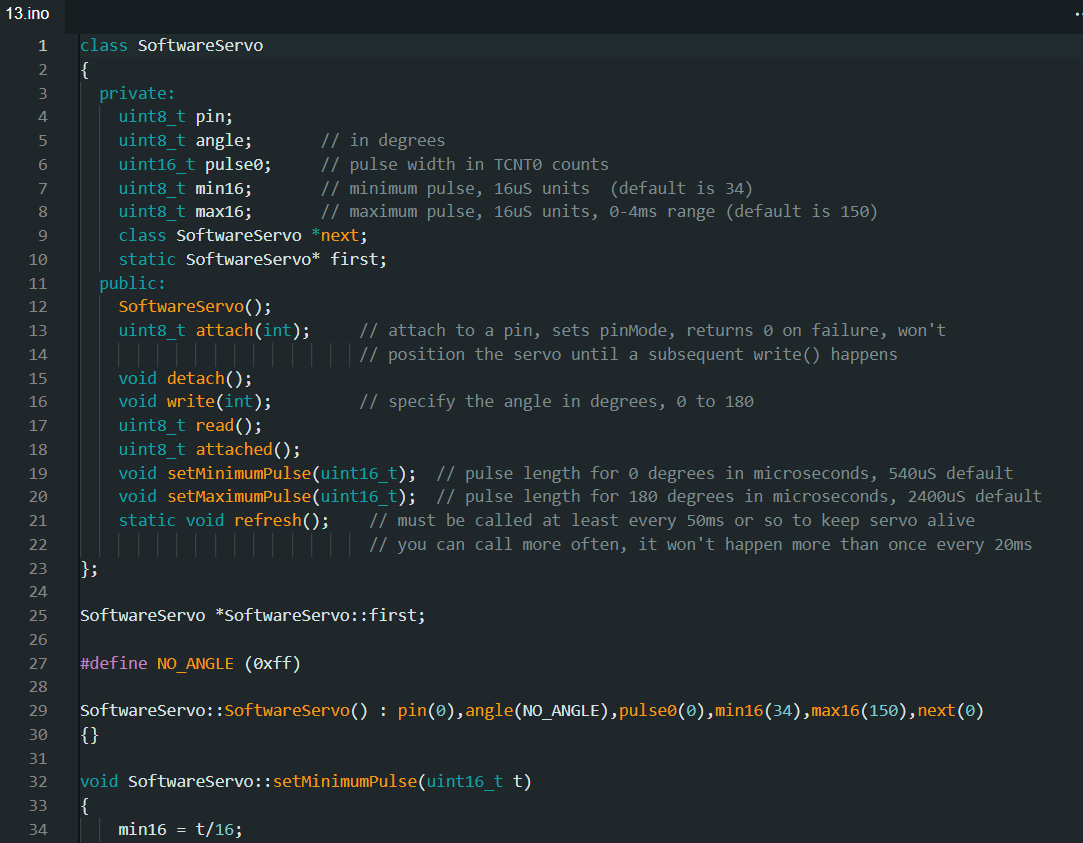 13.ino
1 class SoftwareServo
2 {
3 private:
4 uint8_t pin;
5 uint8_t angle; // in degrees
6 uint16_t pulse0; // pulse width in TCNT0 counts
7 uint8_t min16; // minimum pulse, 16uS units (default is 34)
8 uint8_t max16; // maximum pulse, 16uS units, 0-4ms range (default is 150)
9 class SoftwareServo *next;
10 static SoftwareServo* first;
11 public:
12 SoftwareServo();
13 uint8_t attach(int); // attach to a pin, sets pinMode, returns 0 on failure, won't
14 // position the servo until a subsequent write() happens
15 void detach();
16 void write(int); // specify the angle in degrees, 0 to 180
17 uint8_t read();
18 uint8_t attached();
19 void setMinimumPulse(uint16_t); // pulse length for 0 degrees in microseconds, 540uS default
20 void setMaximumPulse(uint16_t); // pulse length for 180 degrees in microseconds, 2400uS default
21 static void refresh(); // must be called at least every 50ms or so to keep servo alive
22 // you can call more often, it won't happen more than once every 20ms
23 };
24
25 SoftwareServo *SoftwareServo::first;
26
27 #define NO_ANGLE (0xff)
28
29 SoftwareServo::SoftwareServo() : pin(0),angle(NO_ANGLE),pulse0(0),min16(34),max16(150),next(0)
30 {}
31
32 void SoftwareServo::setMinimumPulse(uint16_t t)
33 {
34 min16 = t/16;